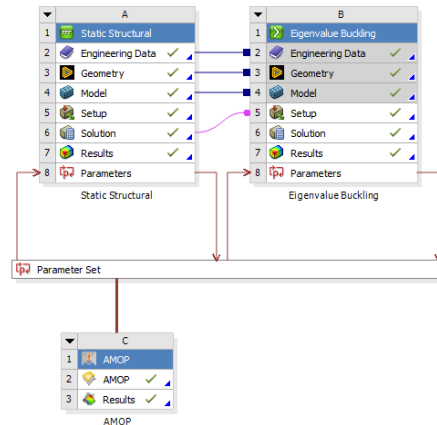 A
1 Static Structural
2 Engineering Data
3 Geometry
4 Model
5 Setup
6 Solution
7 Results
8 Parameters
Static Structural
B
1 Eigenvalue Buckling
2 Engineering Data
3 Geometry
4 Model
5 Setup
6 Solution
7 Results
8 Parameters
Eigenvalue Buckling
Parameter Set
C
1 AMOP
2 AMOP
3 Results
AMOP